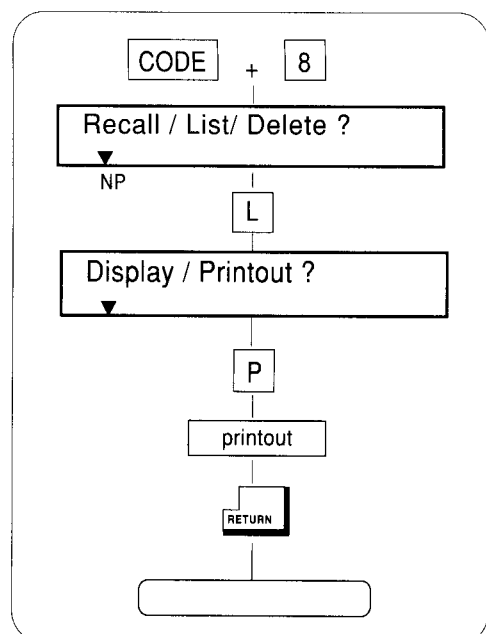 CODE + 8
Recall / List/ Delete ?
NP
L
Display / Printout ?
P
printout
RETURN